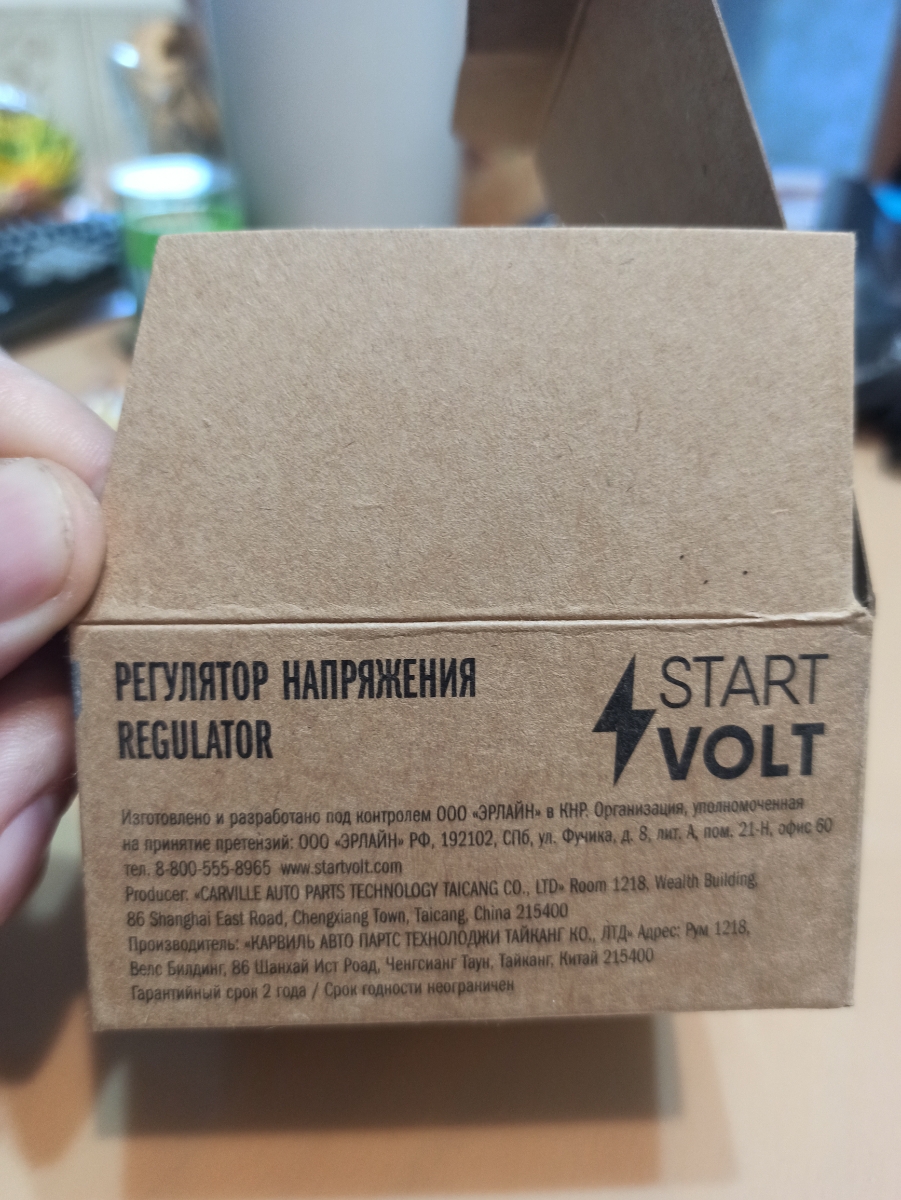 РЕГУЛЯТОР НАПРЯЖЕНИЯ
REGULATOR
START
VOLT
Изготовлено и разработано под контролем ООО «ЭРЛАЙН» в КНР. Организация, уполномоченная
на принятие претензий: ООО «ЭРЛАЙН» РФ, 192102, СПб, ул. Фучика, д. 8, лит. А, пом. 21-Н, офис 60
тел. 8-800-555-8965 www.startvolt.com
Producer: «CARVILLE AUTO PARTS TECHNOLOGY TAICANG CO., LTD» Room 1218, Wealth Building,
86 Shanghai East Road, Chengxiang Town, Taicang, China 215400
Производитель: «КАРВИЛЬ АВТО ПАРТС ТЕХНОЛОДЖИ ТАЙКАНГ КО., ЛТД» Адрес: Рум 1218,
Велс Билдинг, 86 Шанхай Ист Роад, Ченгсианг Таун, Тайканг, Китай 215400
Гарантийный срок 2 года / Срок годности неограничен